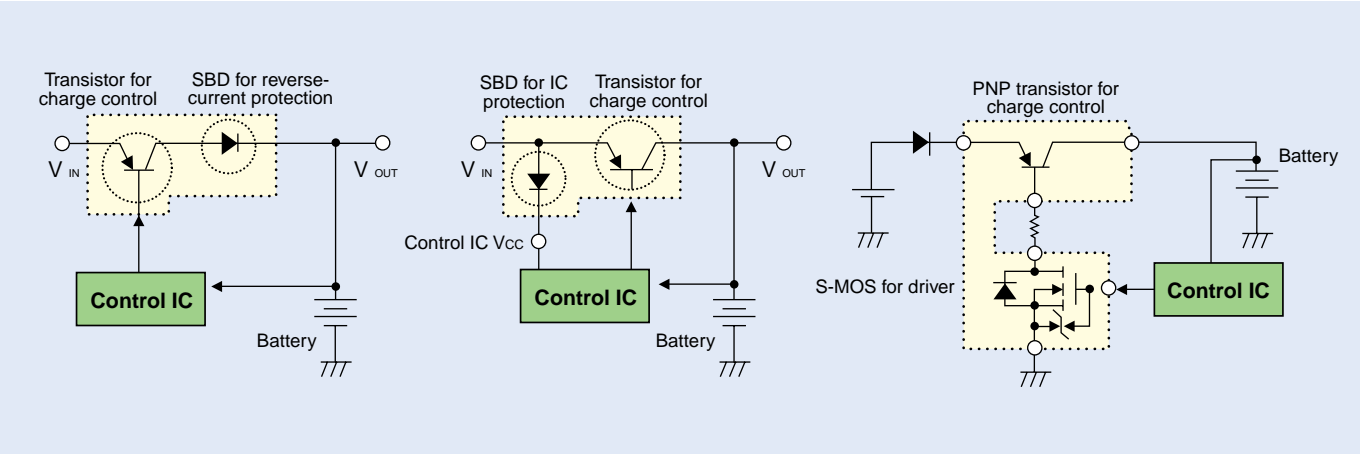 Transistor for
charge control
SBD for reverse-
current protection
V IN
V OUT
Control IC
Battery
SBD for IC
protection
Transistor for
charge control
V IN
V OUT
Control IC VCC
Control IC
Battery
PNP transistor for
charge control
Battery
S-MOS for driver
Control IC